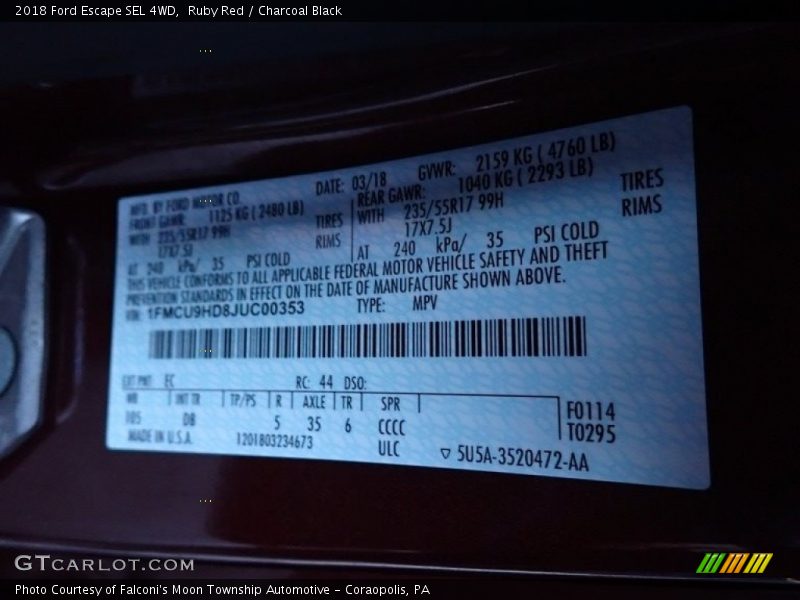 2018 Ford Escape SEL 4WD, Ruby Red / Charcoal Black
MFD. BY FORD MOTOR CO.
DATE: 03/18 GVWR: 2159 KG ( 4760 LB)
FRONT GAWR: 1125 KG ( 2480 LB) REAR GAWR: 1040 KG ( 2293 LB)
WITH 235/55R17 99H TIRES WITH 235/55R17 99H TIRES
17X7.5J RIMS 17X7.5J RIMS
AT 240 kPa/ 35 PSI COLD AT 240 kPa/ 35 PSI COLD
THIS VEHICLE CONFORMS TO ALL APPLICABLE FEDERAL MOTOR VEHICLE SAFETY AND THEFT
PREVENTION STANDARDS IN EFFECT ON THE DATE OF MANUFACTURE SHOWN ABOVE.
VIN: 1FMCU9HD8JUC00353 TYPE: MPV
EXT PNT: EC RC: 44 DSO:
WB INT TR TP/PS R AXLE TR SPR
105 DB 5 35 6 CCCC
F0114
T0295
MADE IN U.S.A. 1201803234673 ULC ▽ 5U5A-3520472-AA
GTCARLOT.COM
Photo Courtesy of Falconi's Moon Township Automotive - Coraopolis, PA